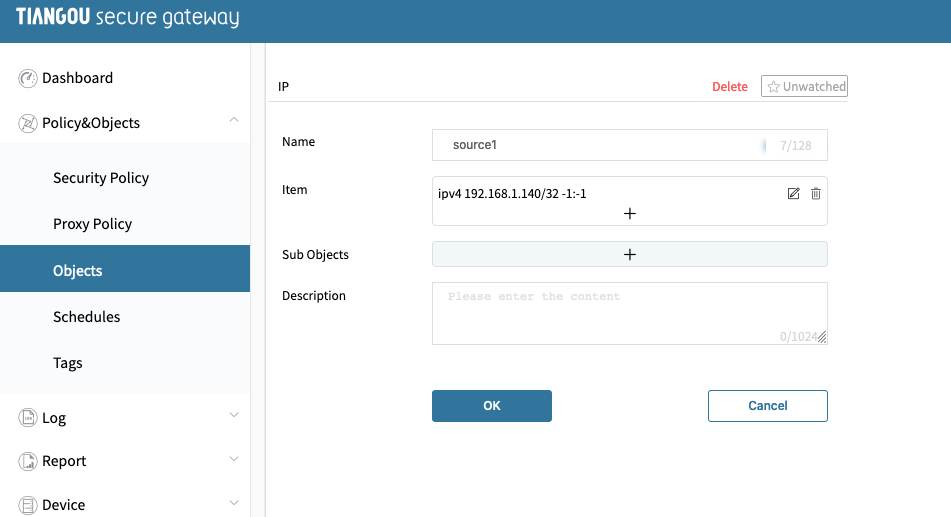 TIANGOU secure gateway
Dashboard
Policy&Objects
Security Policy
Proxy Policy
Objects
Schedules
Tags
Log
Report
Device
IP
Delete
Unwatched
Name
source1
7/128
Item
ipv4 192.168.1.140/32 -1:-1
+
Sub Objects
+
Description
Please enter the content
0/1024
OK
Cancel